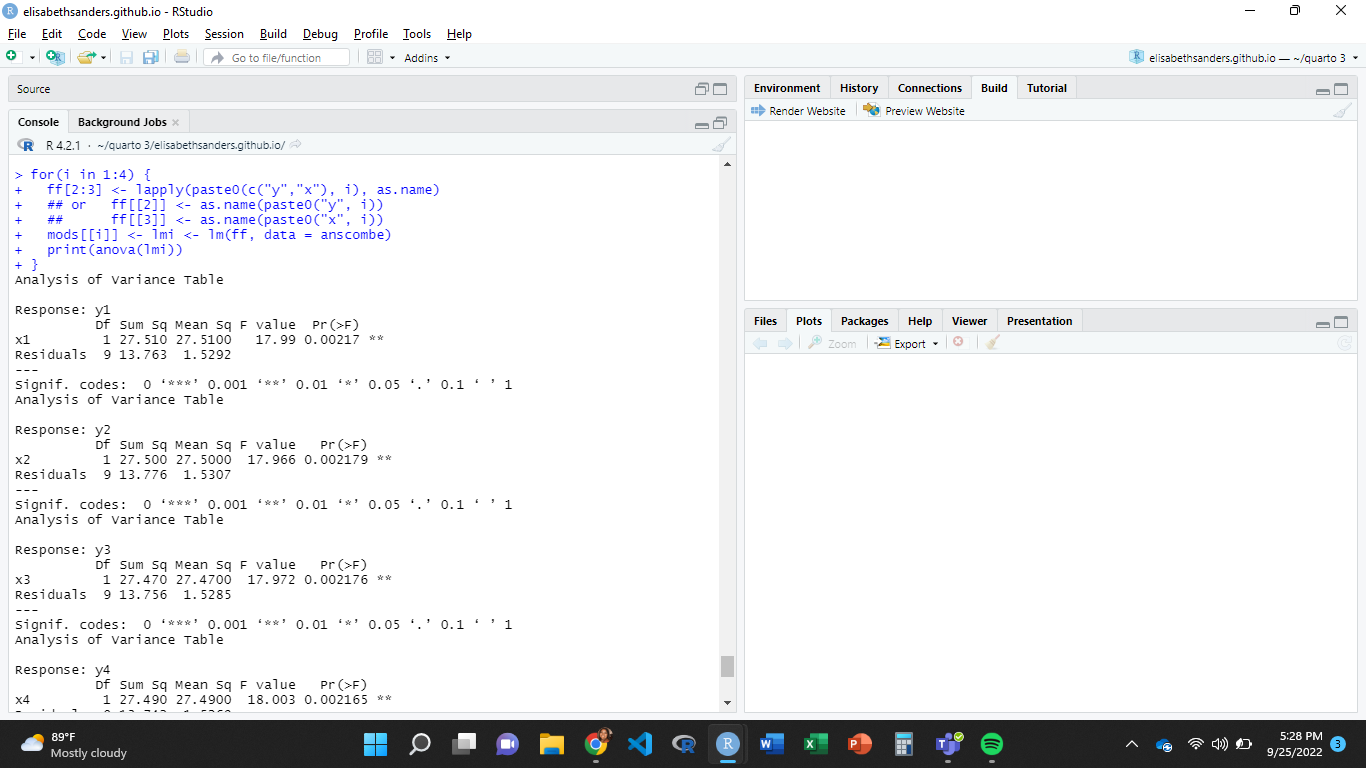 elisabethsanders.github.io - RStudio
File Edit Code View Plots Session Build Debug Profile Tools Help
Go to file/function Addins elisabethsanders.github.io — ~/quarto 3
Source
Console Background Jobs
R 4.2.1 · ~/quarto 3/elisabethsanders.github.io/
> for(i in 1:4) {
+   ff[2:3] <- lapply(paste0(c("y","x"), i), as.name)
+   ## or   ff[[2]] <- as.name(paste0("y", i))
+   ##      ff[[3]] <- as.name(paste0("x", i))
+   mods[[i]] <- lmi <- lm(ff, data = anscombe)
+   print(anova(lmi))
+ }
Analysis of Variance Table
Response: y1
          Df Sum Sq Mean Sq F value  Pr(>F)
x1         1 27.510 27.5100   17.99 0.00217 **
Residuals  9 13.763  1.5292
---
Signif. codes:  0 ‘***’ 0.001 ‘**’ 0.01 ‘*’ 0.05 ‘.’ 0.1 ‘ ’ 1
Analysis of Variance Table
Response: y2
          Df Sum Sq Mean Sq F value   Pr(>F)
x2         1 27.500 27.5000  17.966 0.002179 **
Residuals  9 13.776  1.5307
---
Signif. codes:  0 ‘***’ 0.001 ‘**’ 0.01 ‘*’ 0.05 ‘.’ 0.1 ‘ ’ 1
Analysis of Variance Table
Response: y3
          Df Sum Sq Mean Sq F value   Pr(>F)
x3         1 27.470 27.4700  17.972 0.002176 **
Residuals  9 13.756  1.5285
---
Signif. codes:  0 ‘***’ 0.001 ‘**’ 0.01 ‘*’ 0.05 ‘.’ 0.1 ‘ ’ 1
Analysis of Variance Table
Response: y4
          Df Sum Sq Mean Sq F value   Pr(>F)
x4         1 27.490 27.4900  18.003 0.002165 **
Environment History Connections Build Tutorial
Render Website Preview Website
Files Plots Packages Help Viewer Presentation
Zoom Export
89°F
Mostly cloudy
5:28 PM
9/25/2022 3